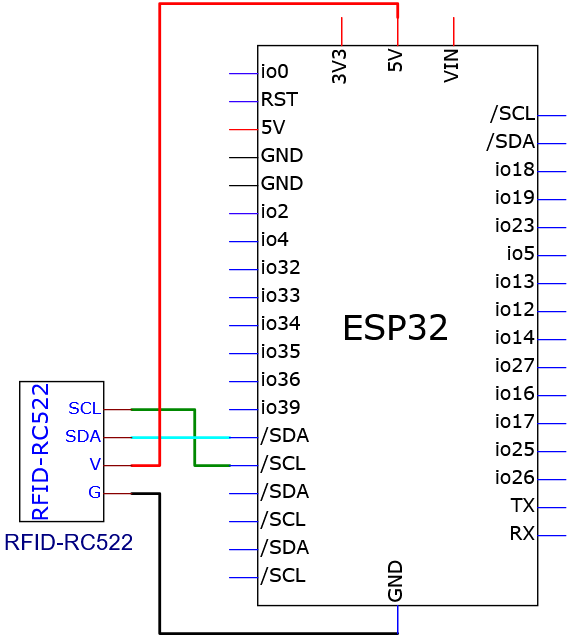 3V3
5V
VIN
io0
RST
5V
GND
GND
io2
io4
io32
io33
io34
io35
io36
io39
/SDA
/SCL
/SDA
/SCL
/SDA
/SCL
/SCL
/SDA
io18
io19
io23
io5
io13
io12
io14
io27
io16
io17
io25
io26
TX
RX
ESP32
GND
RFID-RC522
SCL
SDA
V
G
RFID-RC522